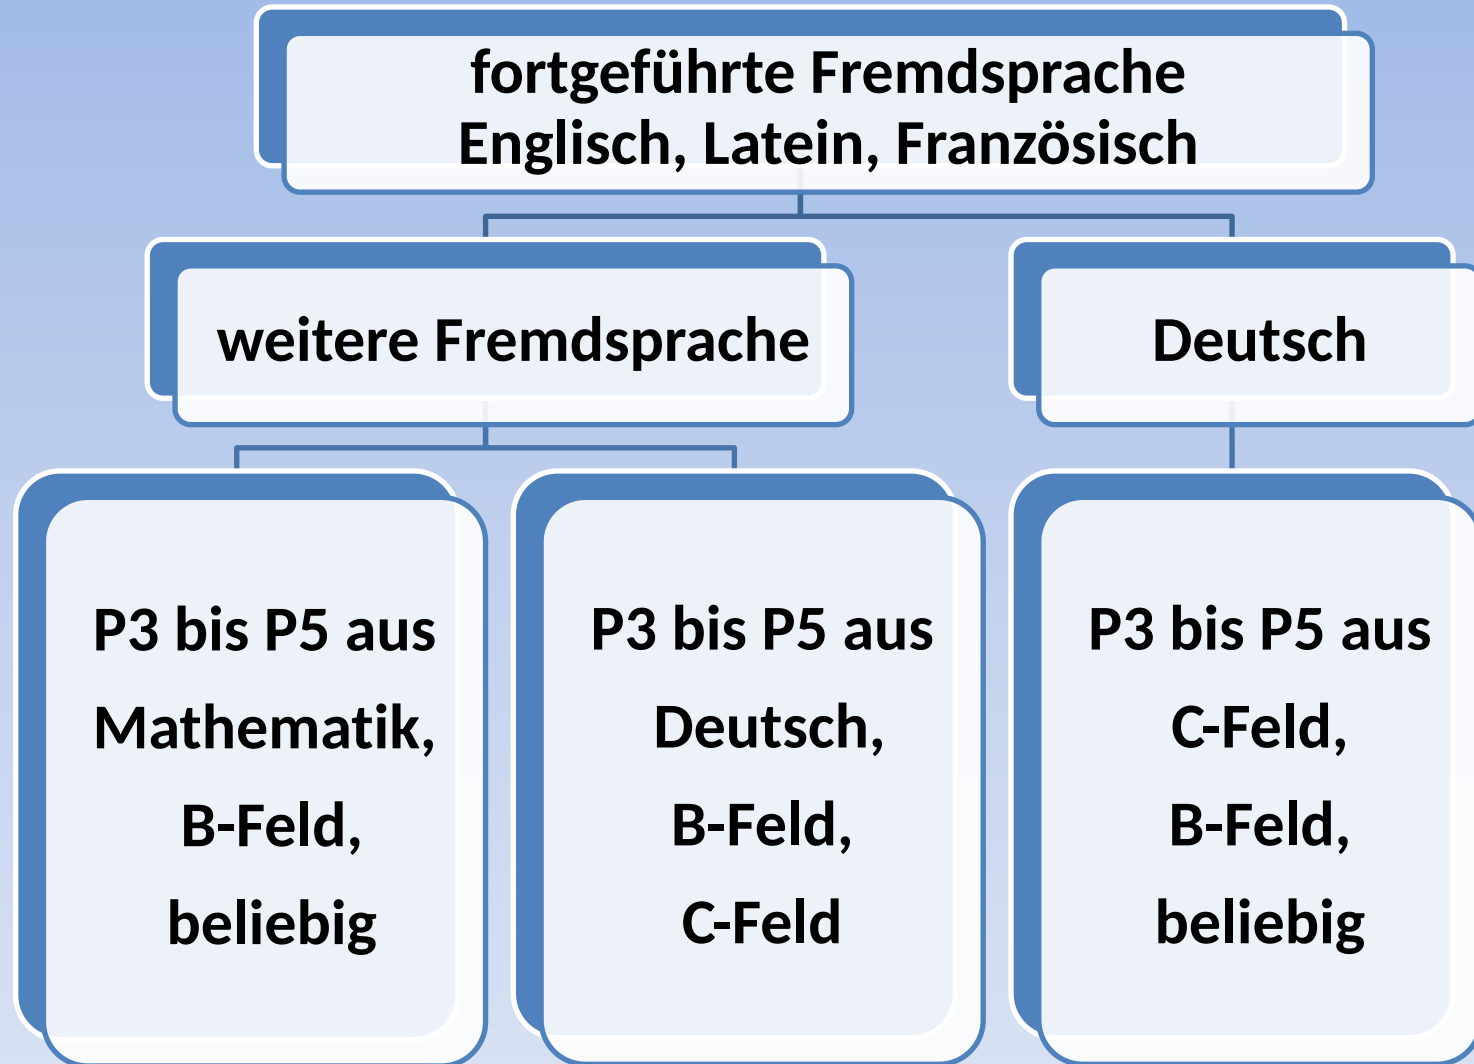 fortgeführte Fremdsprache
Englisch, Latein, Französisch
weitere Fremdsprache
Deutsch
P3 bis P5 aus
Mathematik,
B-Feld,
beliebig
P3 bis P5 aus
Deutsch,
B-Feld,
C-Feld
P3 bis P5 aus
C-Feld,
B-Feld,
beliebig